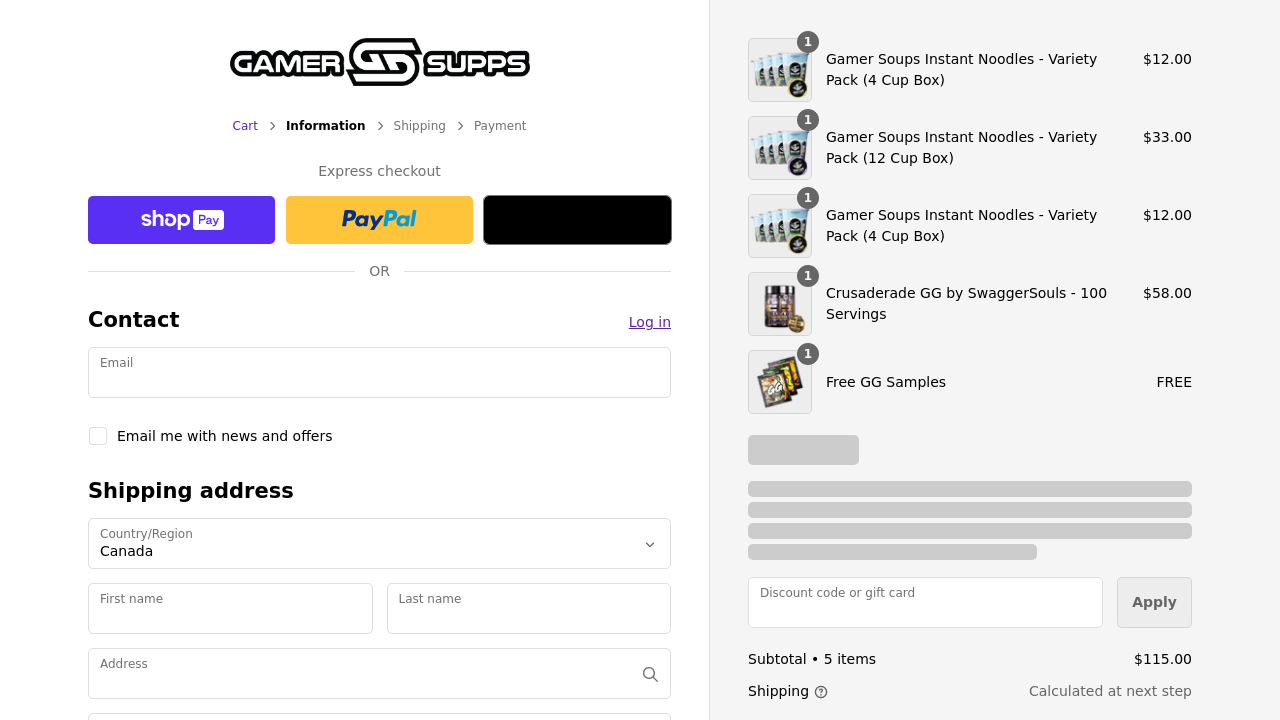 GAMER SUPPS
Cart
Information
Shipping
Payment
Express checkout
shop Pay
PayPal
OR
Contact
Log in
Email
Email me with news and offers
Shipping address
Country/Region
Canada
First name
Last name
Address
1
Gamer Soups Instant Noodles - Variety
Pack (4 Cup Box)
$12.00
1
Gamer Soups Instant Noodles - Variety
Pack (12 Cup Box)
$33.00
1
Gamer Soups Instant Noodles - Variety
Pack (4 Cup Box)
$12.00
1
Crusaderade GG by SwaggerSouls - 100
Servings
$58.00
1
Free GG Samples
FREE
Discount code or gift card
Apply
Subtotal • 5 items
$115.00
Shipping
Calculated at next step